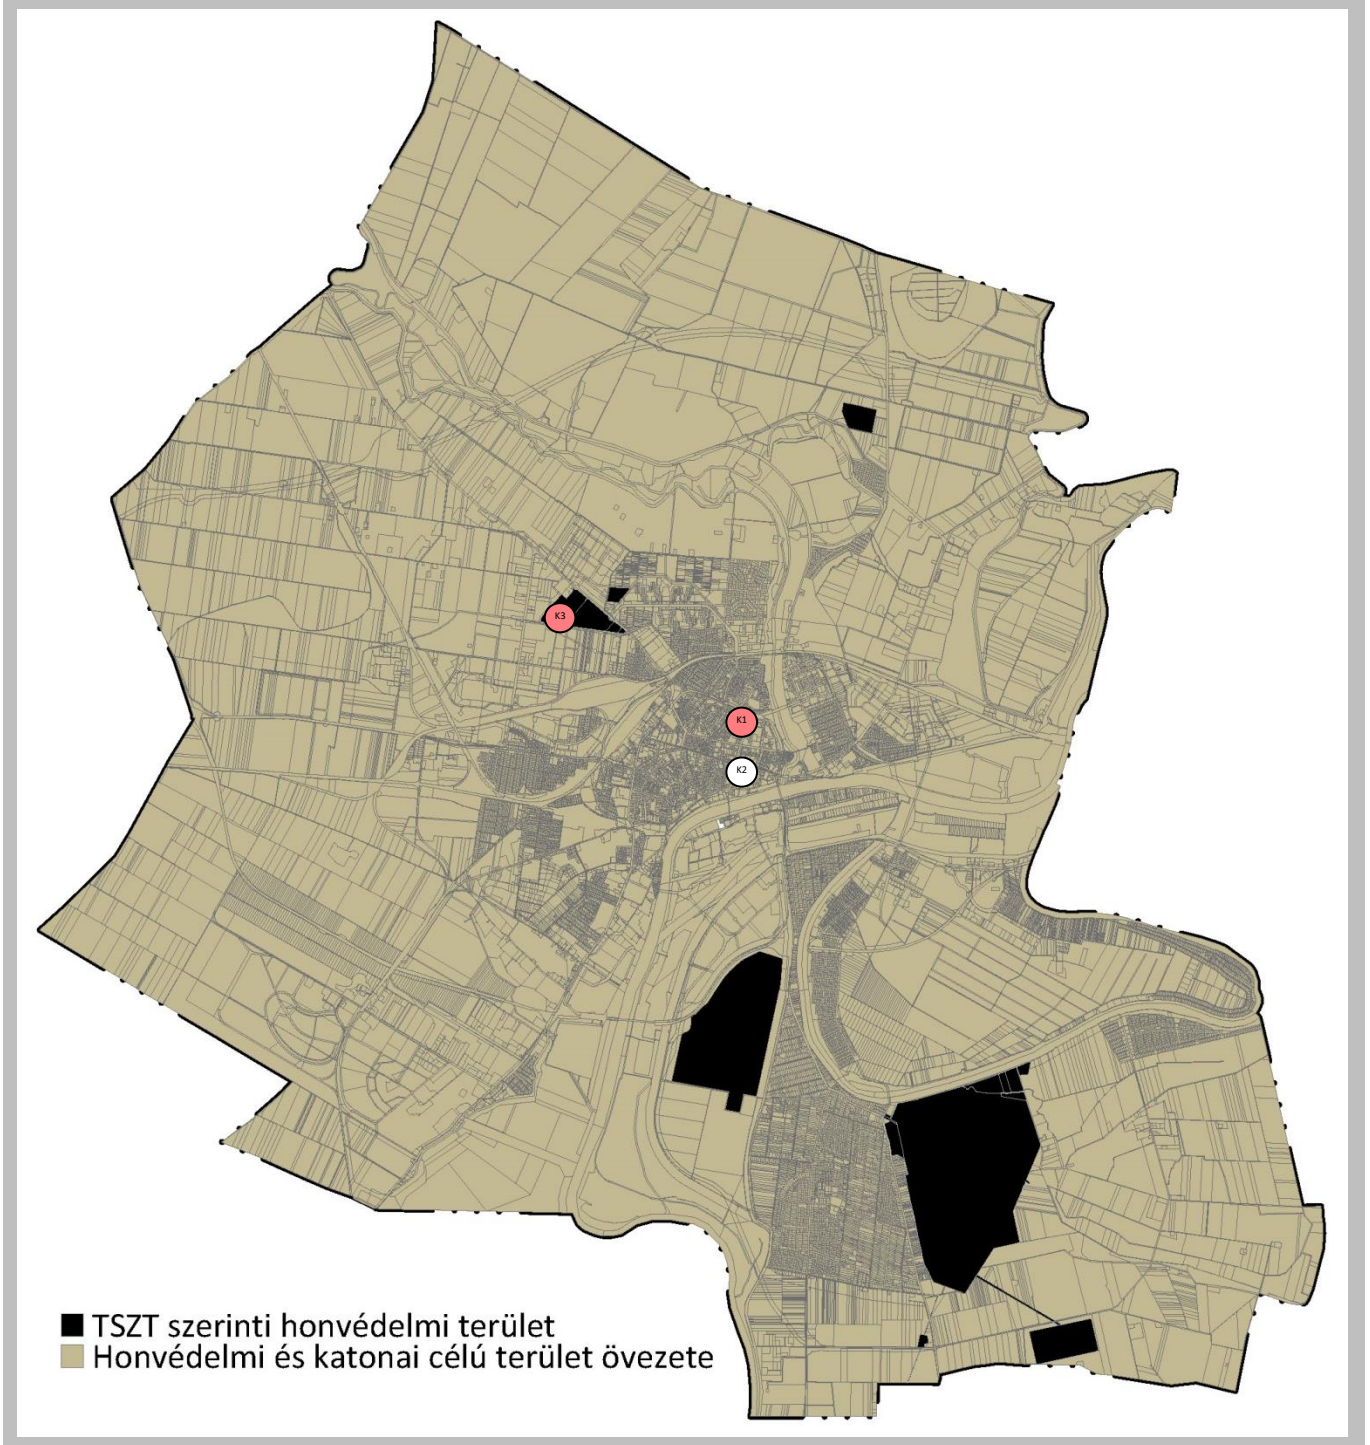 K3
K1
K2
TSZT szerinti honvédelmi terület
Honvédelmi és katonai célú terület övezete